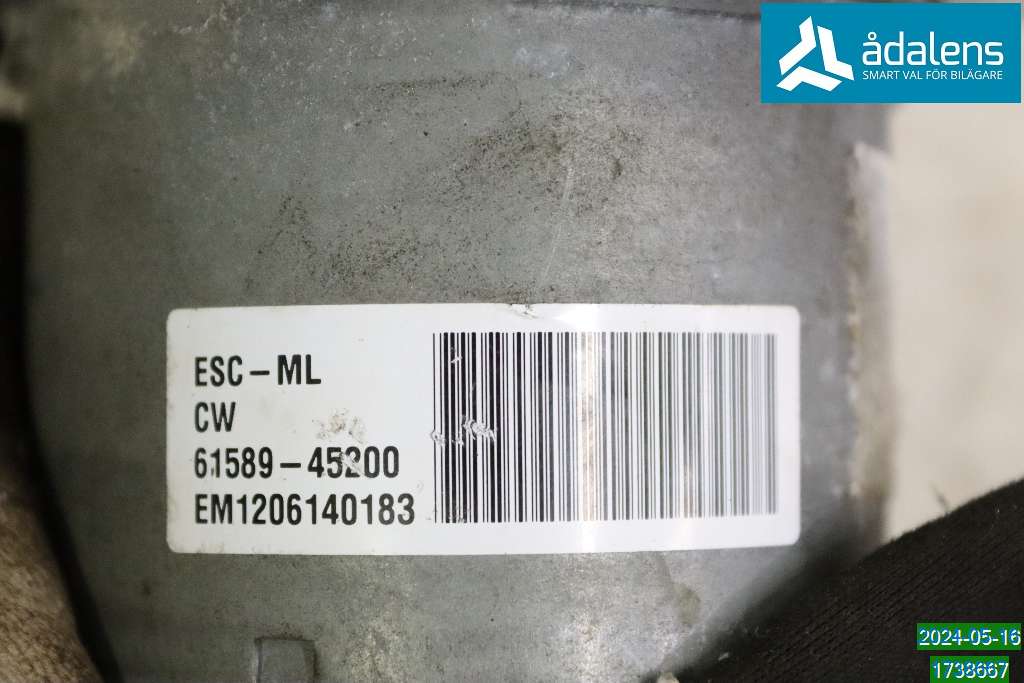 ådalens
SMART VAL FÖR BILÄGARE
ESC-ML
CW
61589-45200
EM1206140183
2024-05-16
1738667